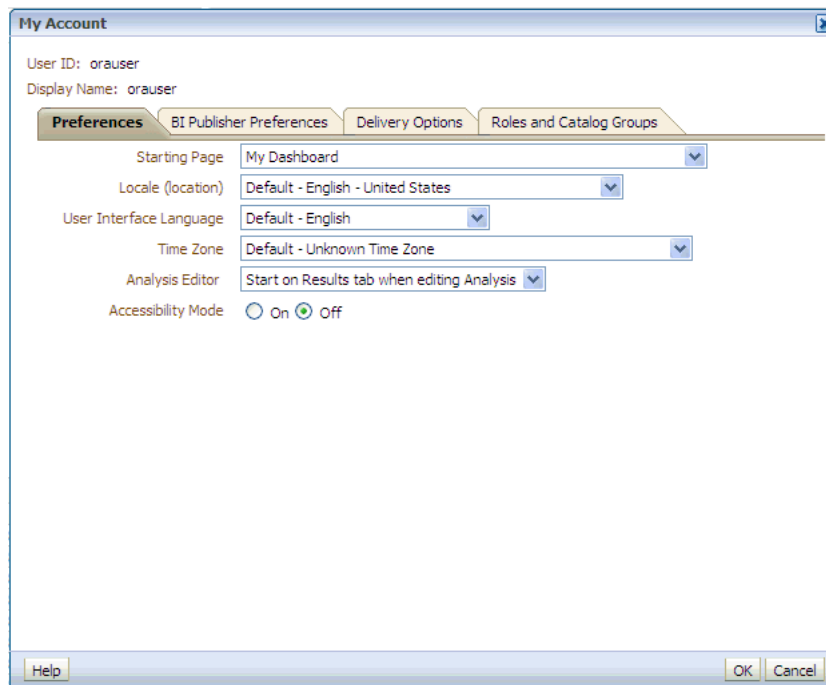 My Account
User ID: orauser
Display Name: orauser
Preferences BI Publisher Preferences Delivery Options Roles and Catalog Groups
Starting Page My Dashboard
Locale (location) Default - English - United States
User Interface Language Default - English
Time Zone Default - Unknown Time Zone
Analysis Editor Start on Results tab when editing Analysis
Accessibility Mode On Off
Help OK Cancel